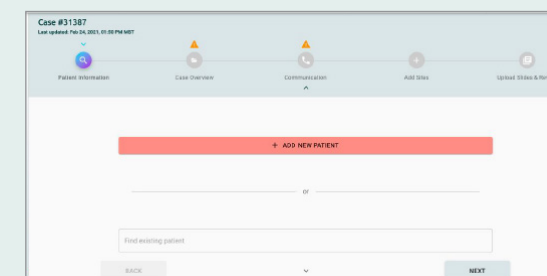 Case #31387
Last updated: Feb 24, 2021, 01:50 PM MST
Patient Information
Case Overview
Communication
Add Sites
Upload Slides &
+ ADD NEW PATIENT
or
Find existing patient
BACK
NEXT